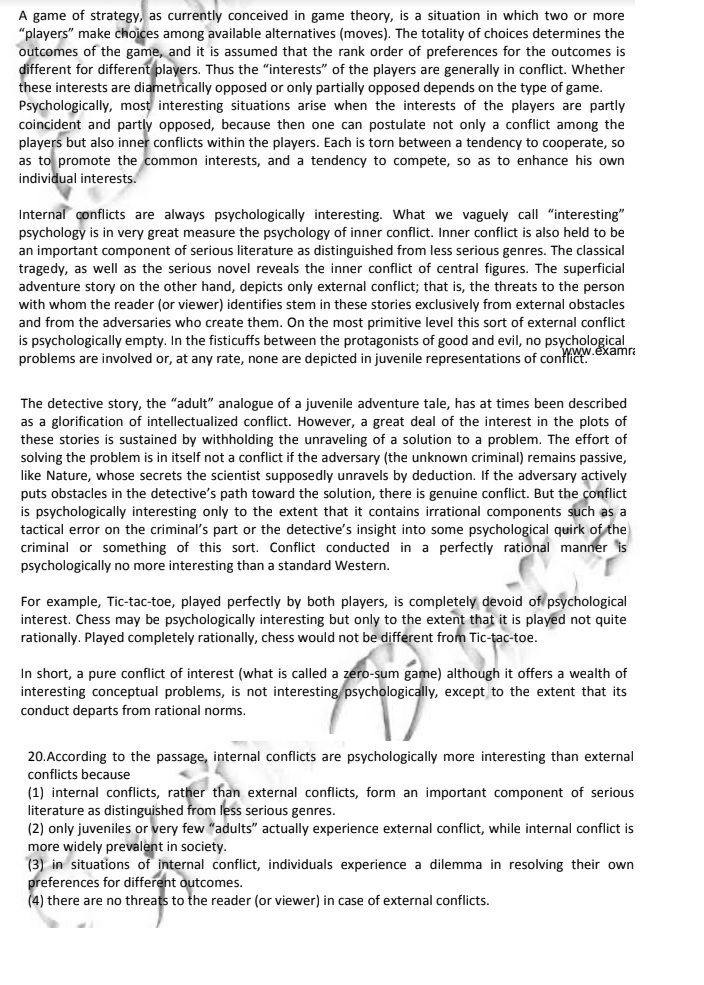 A game of strategy, as currently conceived in game theory, is a situation in which two or more
“players” make choices among available alternatives (moves). The totality of choices determines the
outcomes of the game, and it is assumed that the rank order of preferences for the outcomes is
different for different players. Thus the “interests” of the players are generally in conflict. Whether
these interests are diametrically opposed or only partially opposed depends on the type of game.
Psychologically, most interesting situations arise when the interests of the players are partly
coincident and partly opposed, because then one can postulate not only a conflict among the
players but also inner conflicts within the players. Each is torn between a tendency to cooperate, so
as to promote the common interests, and a tendency to compete, so as to enhance his own
individual interests.
Internal conflicts are always psychologically interesting. What we vaguely call “interesting”
psychology is in very great measure the psychology of inner conflict. Inner conflict is also held to be
an important component of serious literature as distinguished from less serious genres. The classical
tragedy, as well as the serious novel reveals the inner conflict of central figures. The superficial
adventure story on the other hand, depicts only external conflict; that is, the threats to the person
with whom the reader (or viewer) identifies stem in these stories exclusively from external obstacles
and from the adversaries who create them. On the most primitive level this sort of external conflict
is psychologically empty. In the fisticuffs between the protagonists of good and evil, no psychological
problems are involved or, at any rate, none are depicted in juvenile representations of conflict.
www.examra
The detective story, the “adult” analogue of a juvenile adventure tale, has at times been described
as a glorification of intellectualized conflict. However, a great deal of the interest in the plots of
these stories is sustained by withholding the unraveling of a solution to a problem. The effort of
solving the problem is in itself not a conflict if the adversary (the unknown criminal) remains passive,
like Nature, whose secrets the scientist supposedly unravels by deduction. If the adversary actively
puts obstacles in the detective’s path toward the solution, there is genuine conflict. But the conflict
is psychologically interesting only to the extent that it contains irrational components such as a
tactical error on the criminal’s part or the detective’s insight into some psychological quirk of the
criminal or something of this sort. Conflict conducted in a perfectly rational manner is
psychologically no more interesting than a standard Western.
For example, Tic-tac-toe, played perfectly by both players, is completely devoid of psychological
interest. Chess may be psychologically interesting but only to the extent that it is played not quite
rationally. Played completely rationally, chess would not be different from Tic-tac-toe.
In short, a pure conflict of interest (what is called a zero-sum game) although it offers a wealth of
interesting conceptual problems, is not interesting psychologically, except to the extent that its
conduct departs from rational norms.
20.According to the passage, internal conflicts are psychologically more interesting than external
conflicts because
(1) internal conflicts, rather than external conflicts, form an important component of serious
literature as distinguished from less serious genres.
(2) only juveniles or very few “adults” actually experience external conflict, while internal conflict is
more widely prevalent in society.
(3) in situations of internal conflict, individuals experience a dilemma in resolving their own
preferences for different outcomes.
(4) there are no threats to the reader (or viewer) in case of external conflicts.